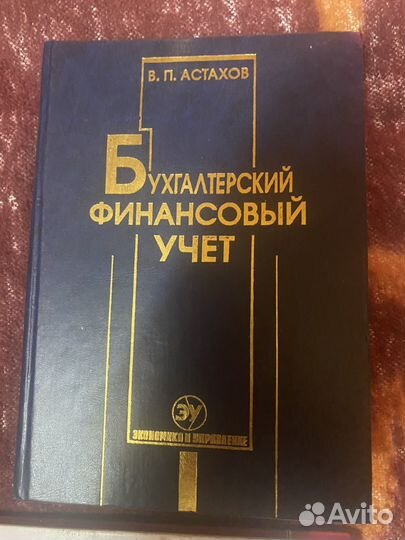 В. П. АСТАХОВ
БУХГАЛТЕРСКИЙ
ФИНАНСОВЫЙ
УЧЕТ
ЭУ
ЭКОНОМИКА И УПРАВЛЕНИЕ
Avito